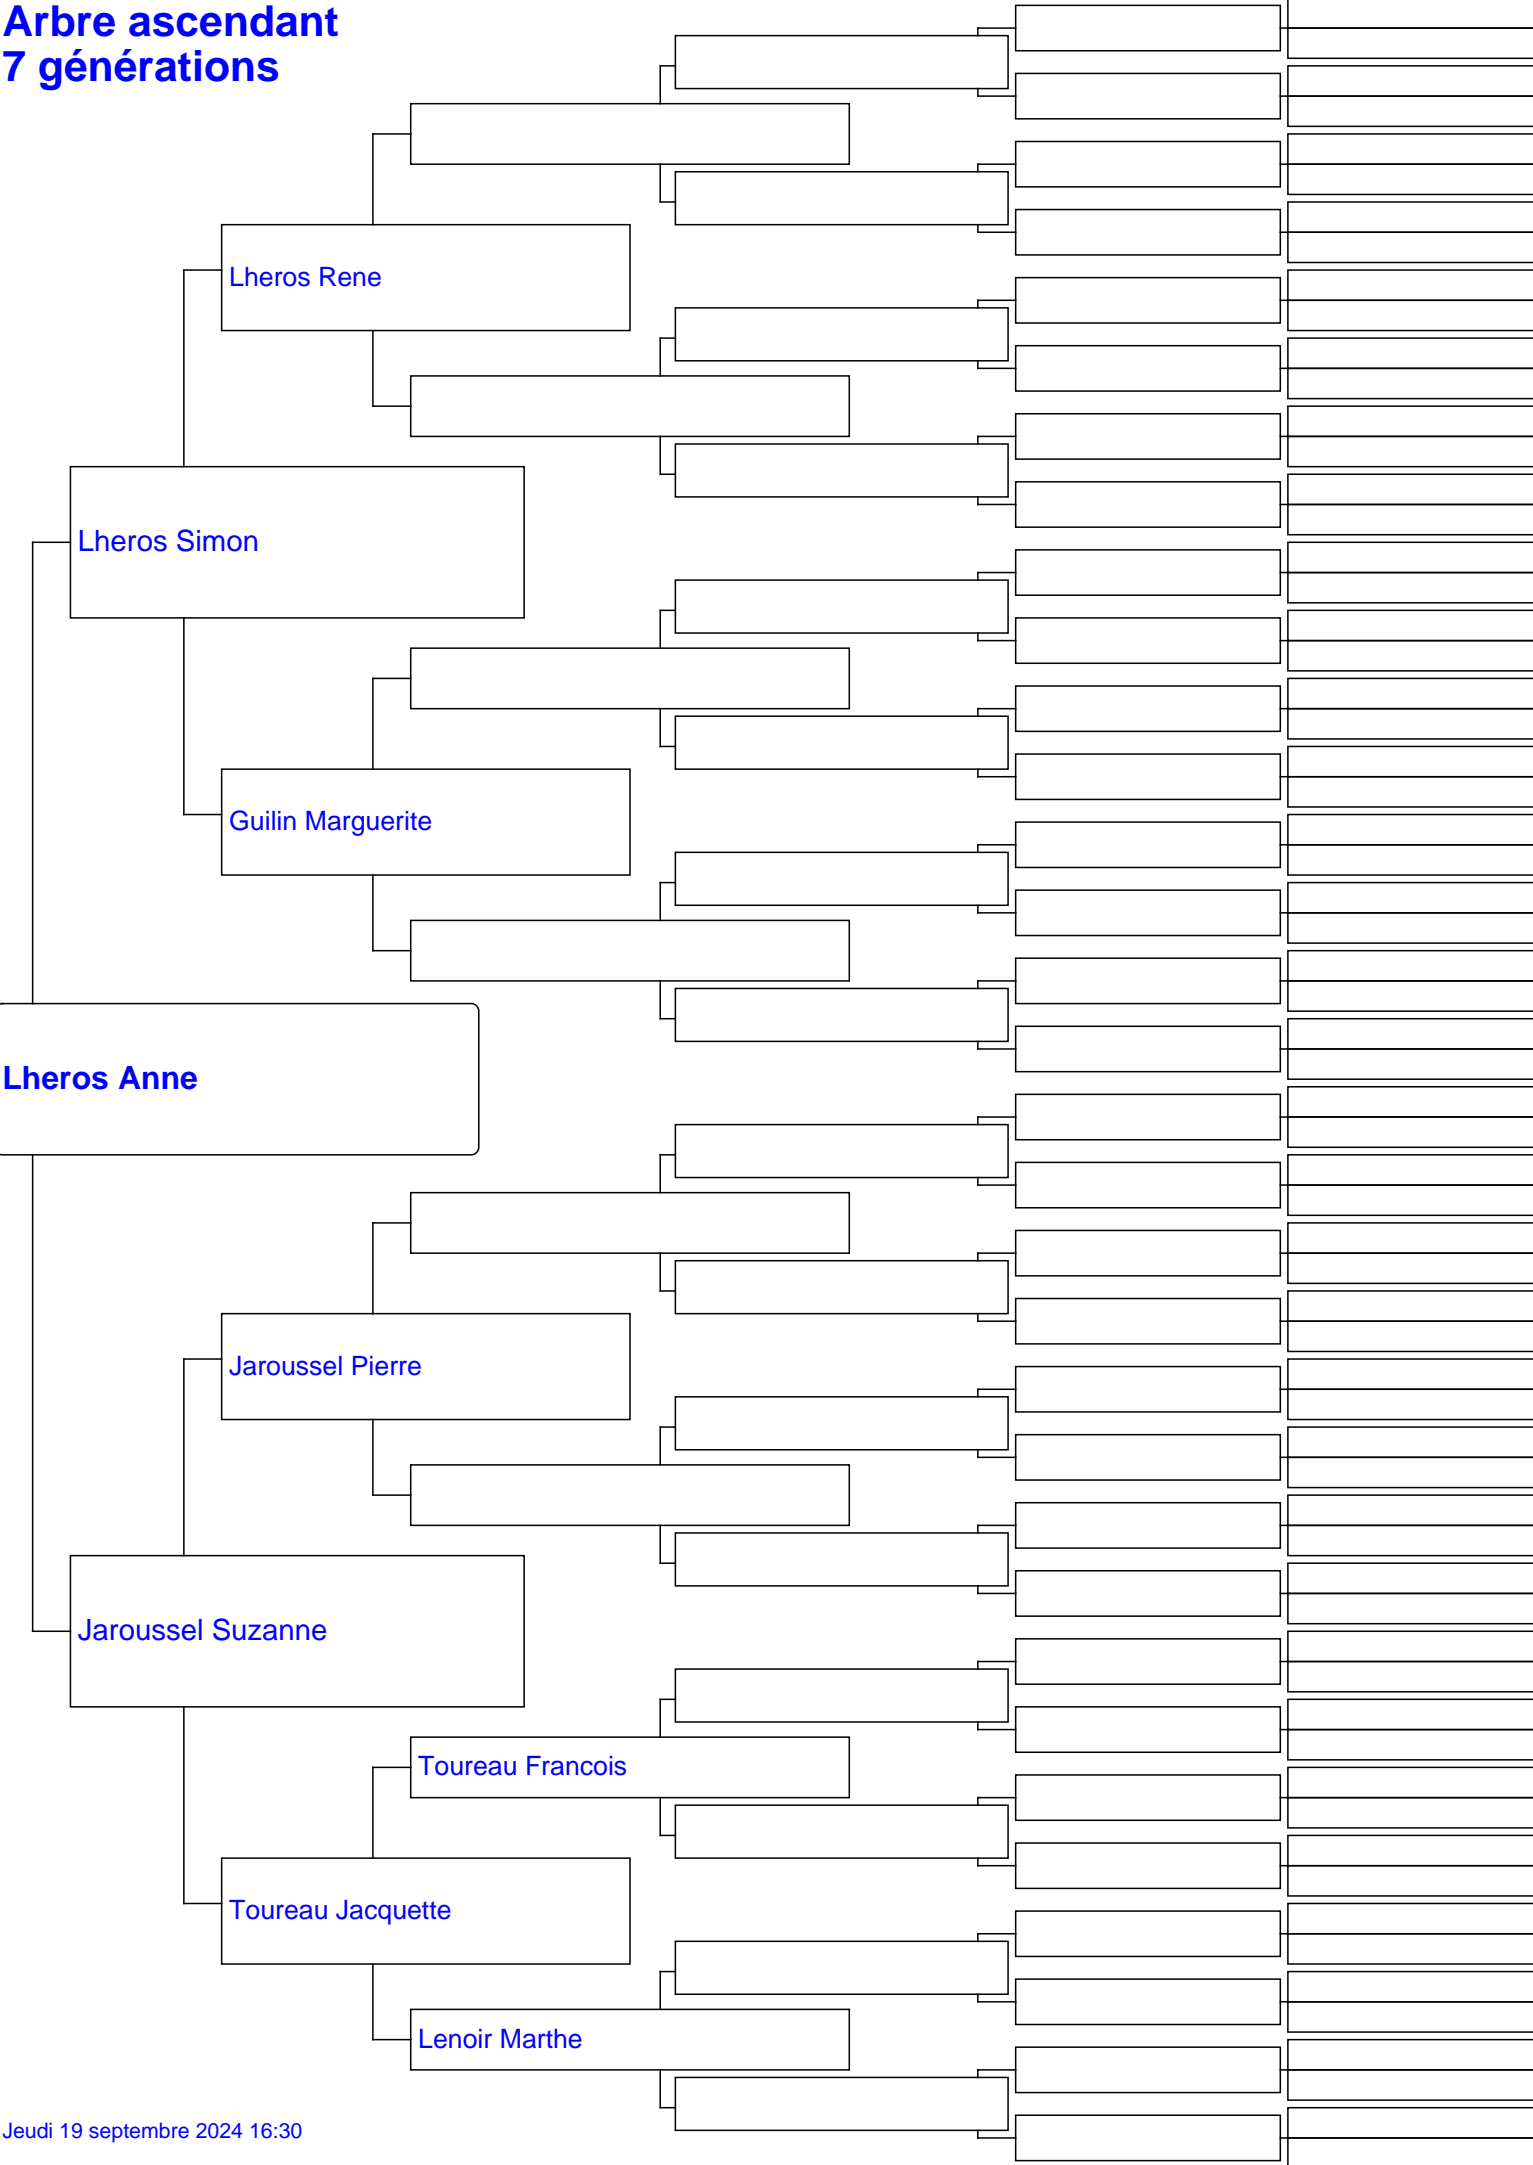 Arbre ascendant
7 générations
Lheros Rene
Lheros Simon
Guilin Marguerite
Lheros Anne
Jaroussel Pierre
Jaroussel Suzanne
Toureau Francois
Toureau Jacquette
Lenoir Marthe
Jeudi 19 septembre 2024 16:30